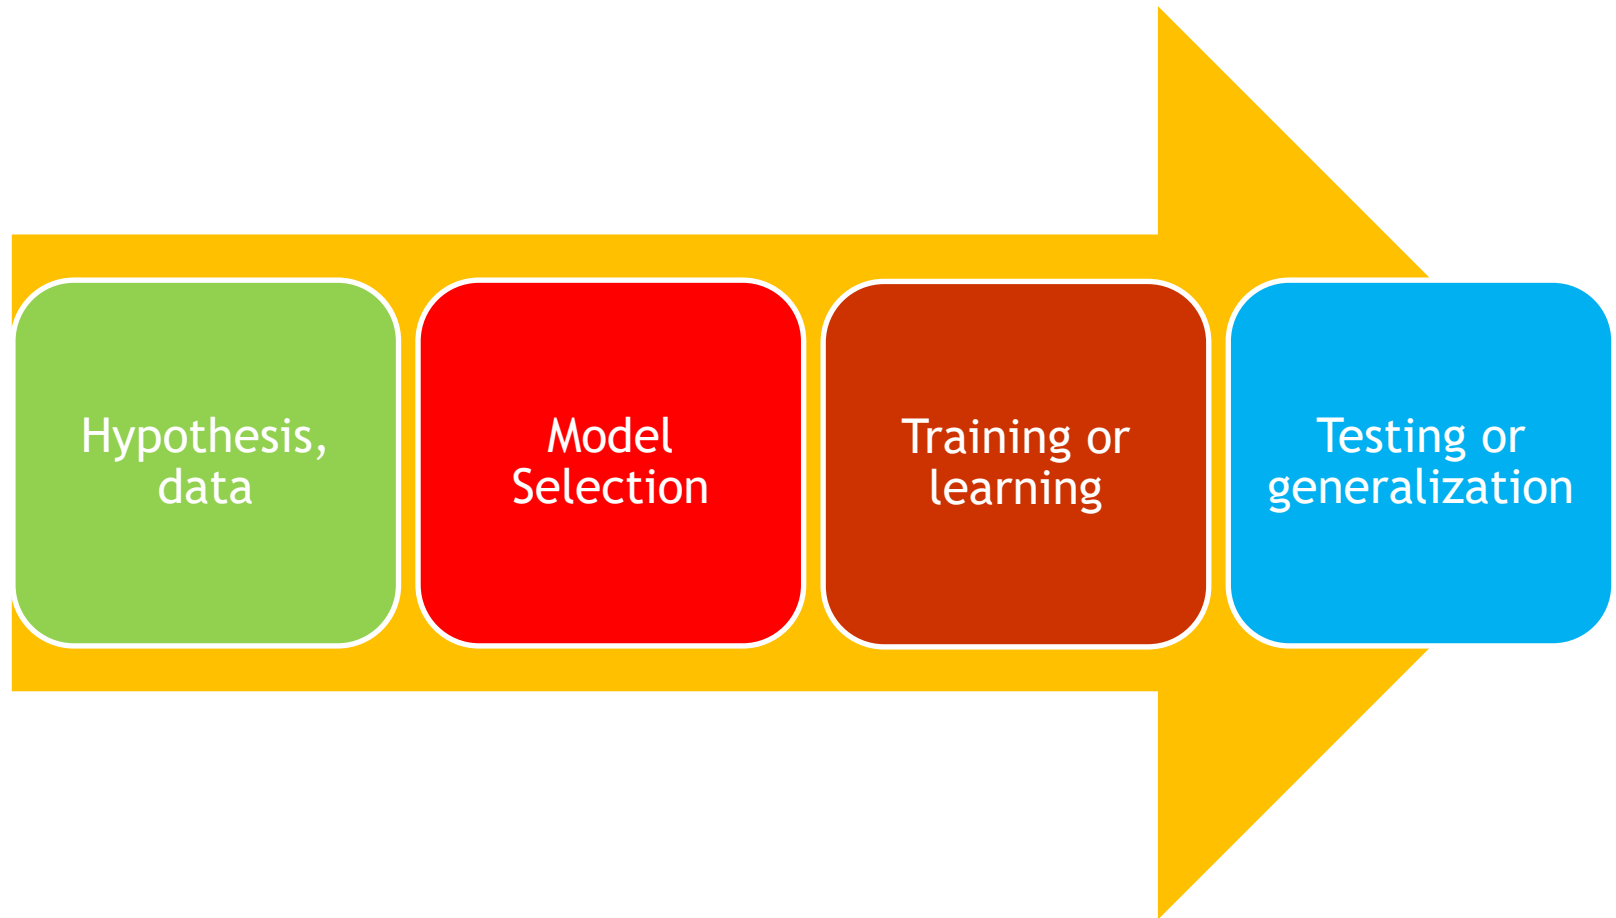 Hypothesis,
data
Model
Selection
Training or
learning
Testing or
generalization